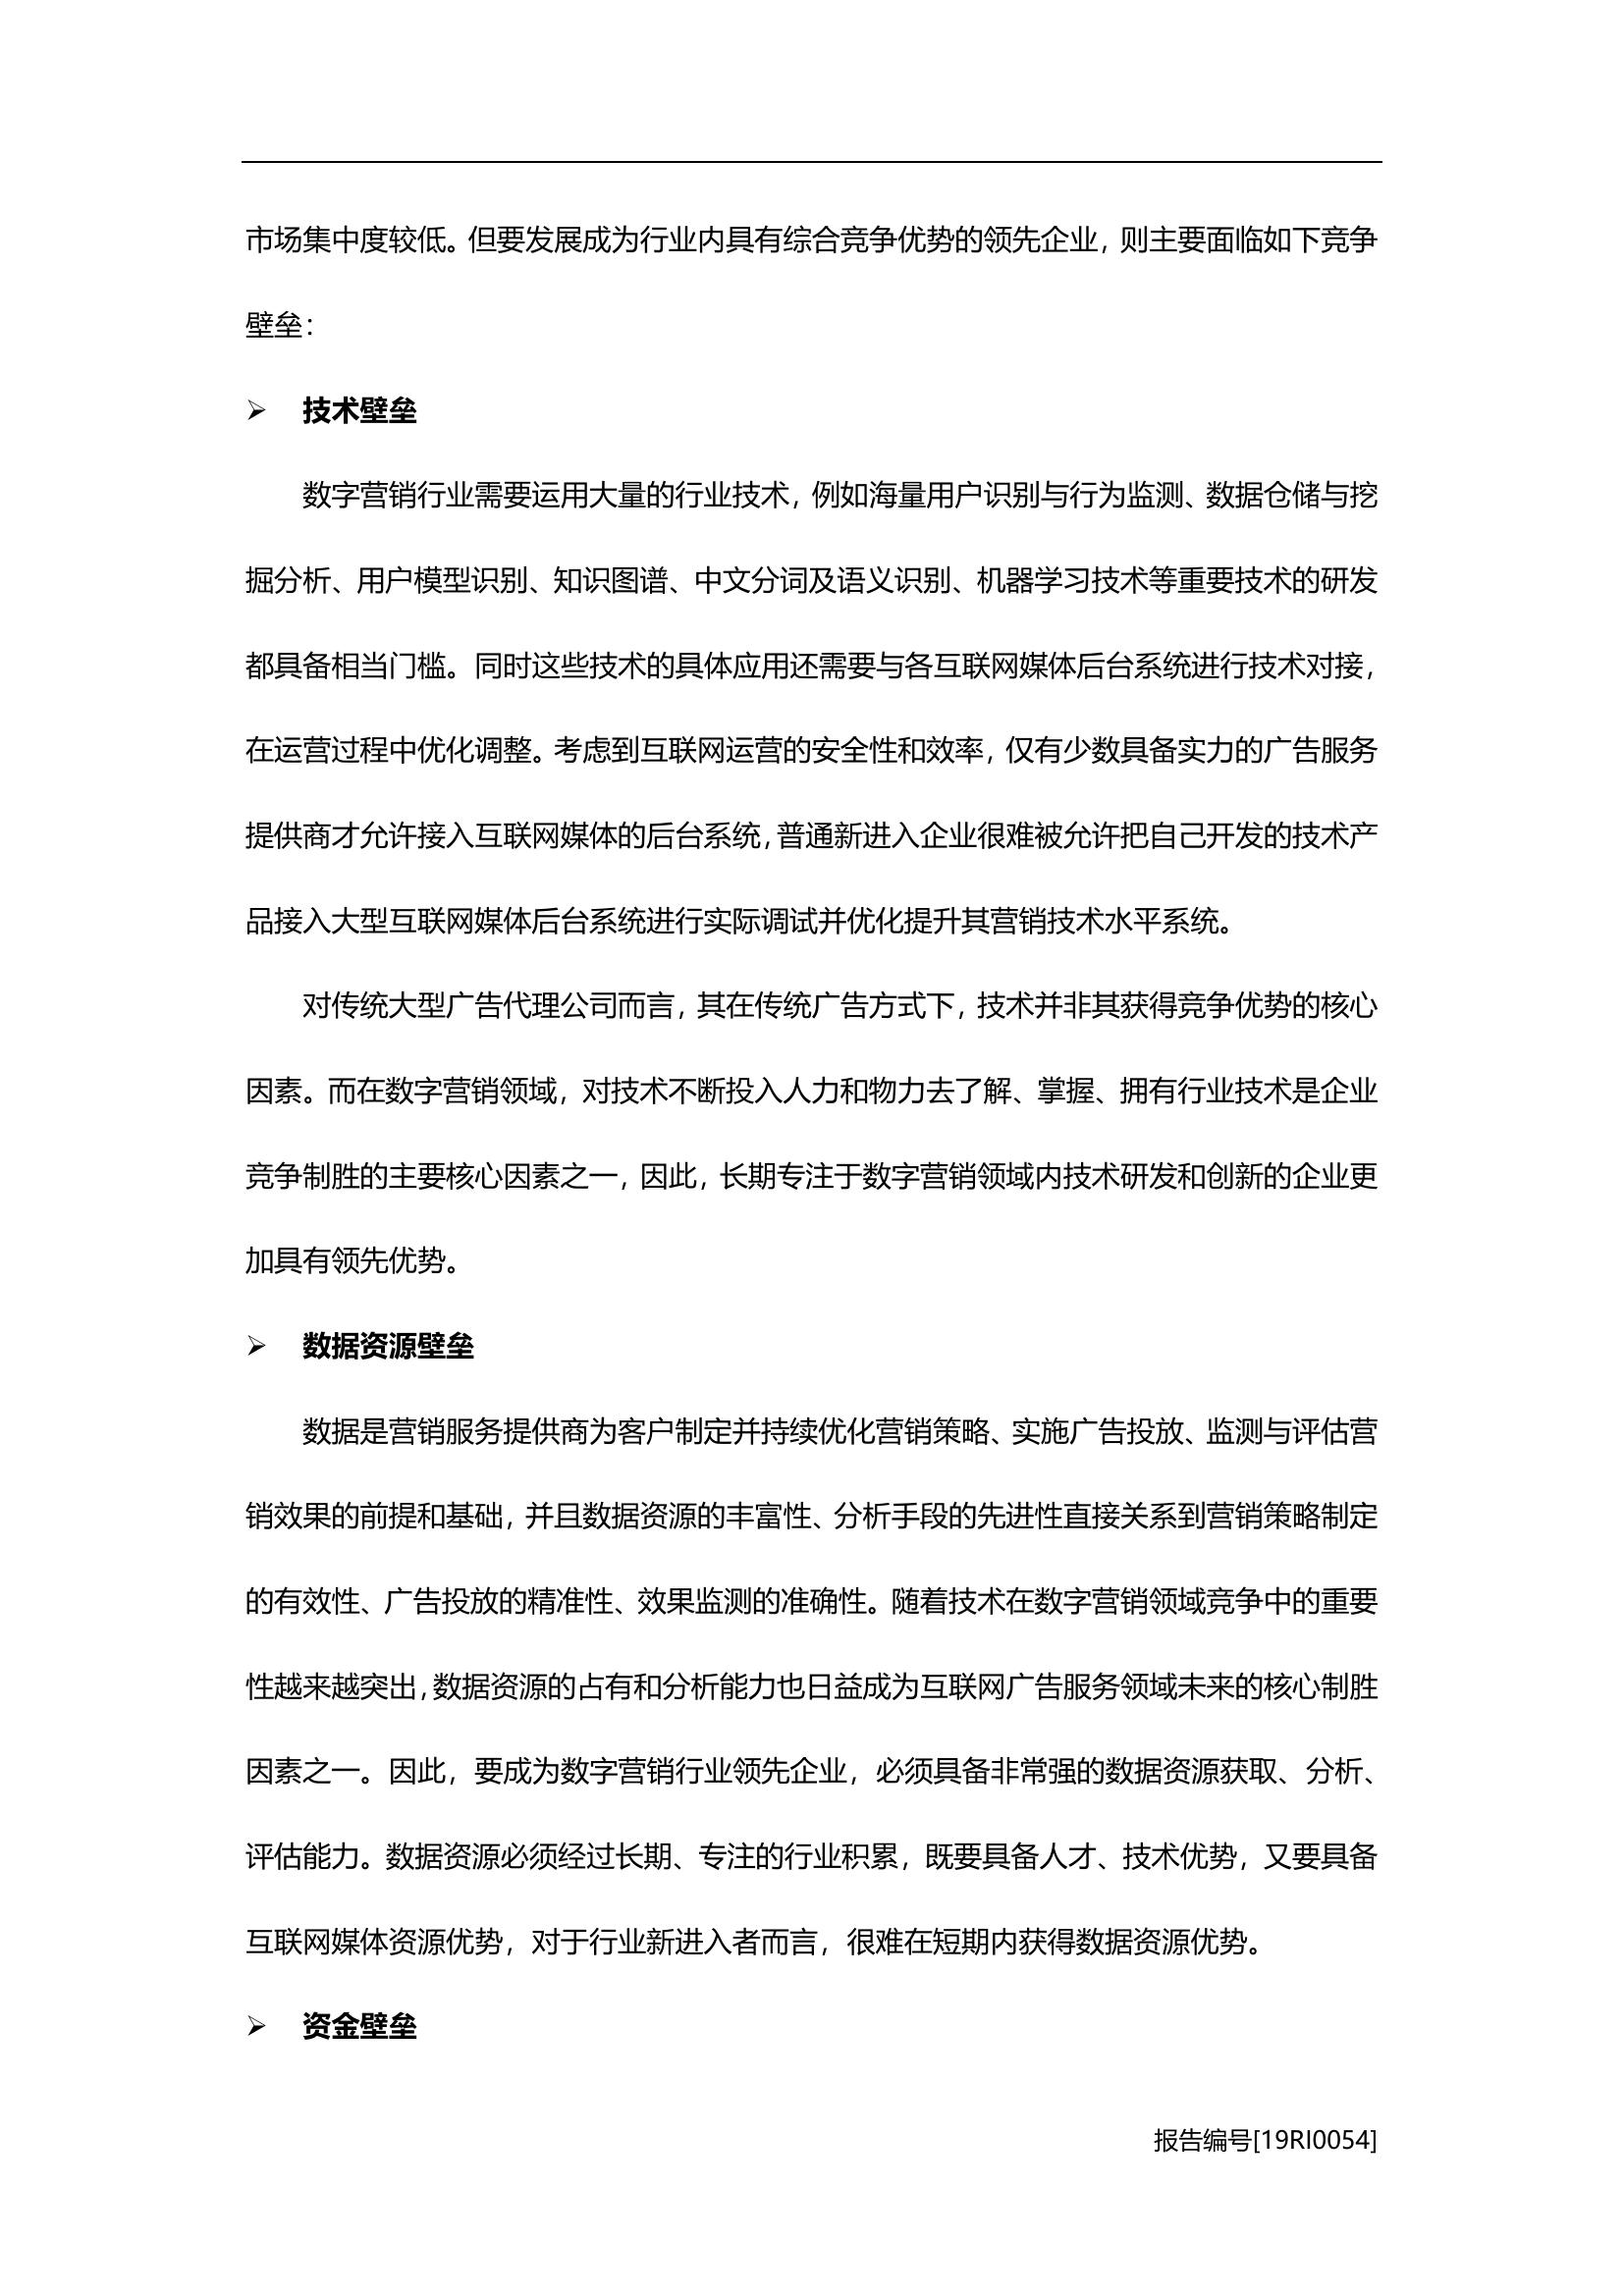 市场集中度较低。但要发展成为行业内具有综合竞争优势的领先企业，则主要面临如下竞争
壁垒：
➢ 技术壁垒
数字营销行业需要运用大量的行业技术，例如海量用户识别与行为监测、数据仓储与挖
掘分析、用户模型识别、知识图谱、中文分词及语义识别、机器学习技术等重要技术的研发
都具备相当门槛。同时这些技术的具体应用还需要与各互联网媒体后台系统进行技术对接，
在运营过程中优化调整。考虑到互联网运营的安全性和效率，仅有少数具备实力的广告服务
提供商才允许接入互联网媒体的后台系统，普通新进入企业很难被允许把自己开发的技术产
品接入大型互联网媒体后台系统进行实际调试并优化提升其营销技术水平系统。
对传统大型广告代理公司而言，其在传统广告方式下，技术并非其获得竞争优势的核心
因素。而在数字营销领域，对技术不断投入人力和物力去了解、掌握、拥有行业技术是企业
竞争制胜的主要核心因素之一，因此，长期专注于数字营销领域内技术研发和创新的企业更
加具有领先优势。
➢ 数据资源壁垒
数据是营销服务提供商为客户制定并持续优化营销策略、实施广告投放、监测与评估营
销效果的前提和基础，并且数据资源的丰富性、分析手段的先进性直接关系到营销策略制定
的有效性、广告投放的精准性、效果监测的准确性。随着技术在数字营销领域竞争中的重要
性越来越突出，数据资源的占有和分析能力也日益成为互联网广告服务领域未来的核心制胜
因素之一。因此，要成为数字营销行业领先企业，必须具备非常强的数据资源获取、分析、
评估能力。数据资源必须经过长期、专注的行业积累，既要具备人才、技术优势，又要具备
互联网媒体资源优势，对于行业新进入者而言，很难在短期内获得数据资源优势。
➢ 资金壁垒
报告编号[19RI0054]